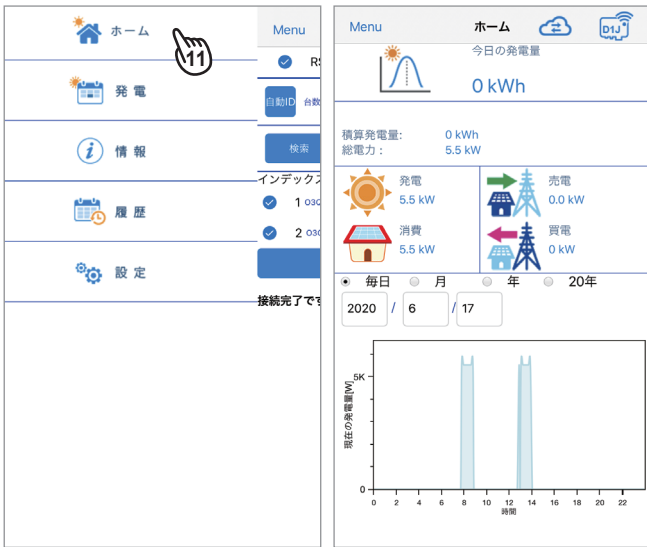 ホーム
11
発 電
情 報
履 歴
設 定
Menu
RS
自動ID 台数
検索
インデックス
1 030
2 030
接続完了です
Menu
ホーム
D1J
今日の発電量
0 kWh
積算発電量: 0 kWh
総電力： 5.5 kW
発電
5.5 kW
売電
0.0 kW
消費
5.5 kW
買電
0 kW
毎日 月 年 20年
2020 / 6 / 17
現在の発電量[W]
5K
0
0 2 4 6 8 10 12 14 16 18 20 22
時間